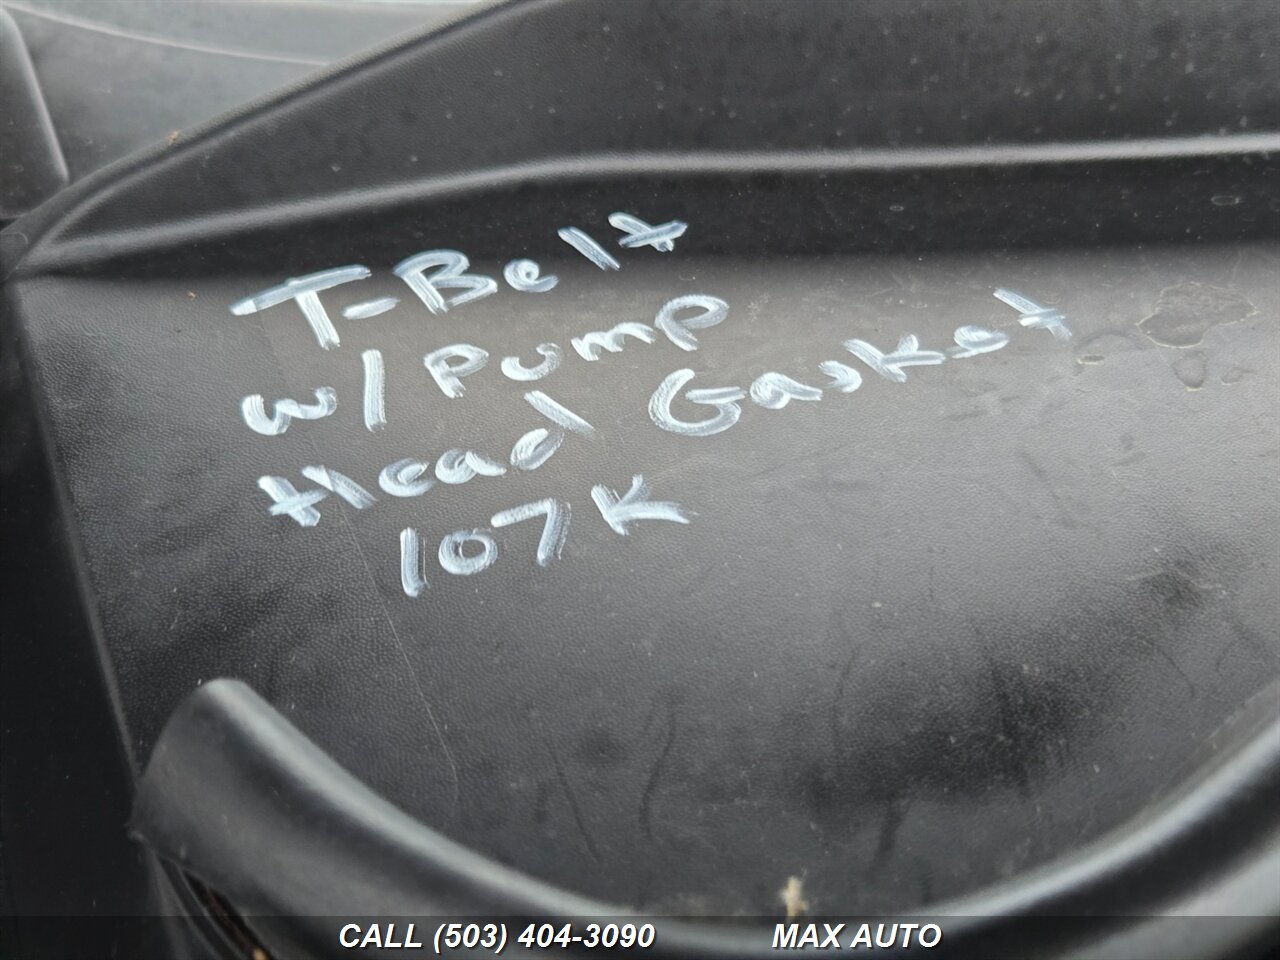 T-Belt
w/ Pump
Head Gasket
107K
CALL (503) 404-3090 MAX AUTO